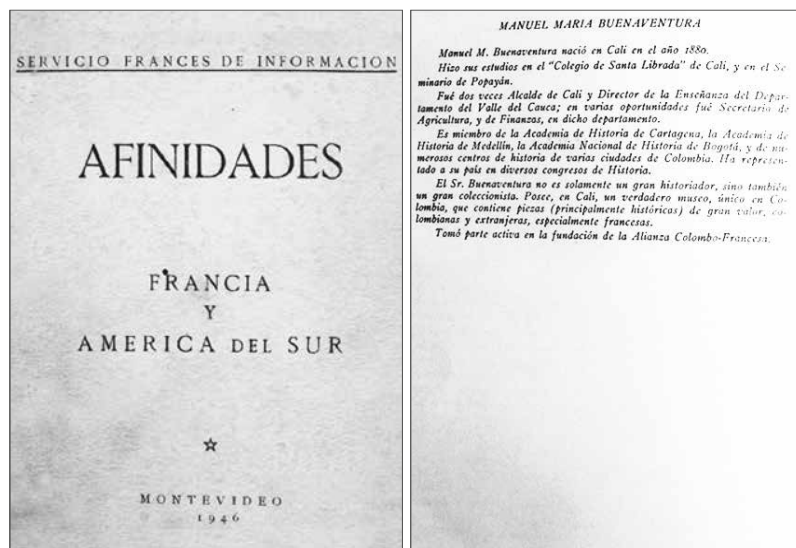 SERVICIO FRANCES DE INFORMACION
AFINIDADES
FRANCIA
Y
AMERICA DEL SUR
MONTEVIDEO
1946
MANUEL MARIA BUENAVENTURA
Manuel M. Buenaventura nació en Cali en el año 1880.
Hizo sus estudios en el "Colegio de Santa Librada" de Cali, y en el Se-
minario de Popayán.
Fué dos veces Alcalde de Cali y Director de la Enseñanza del Depar-
tamento del Valle del Cauca; en varias oportunidades fué Secretario de
Agricultura, y de Finanzas, en dicho departamento.
Es miembro de la Academia de Historia de Cartagena, la Academia de
Historia de Medellín, la Academia Nacional de Historia de Bogotá, y de nu-
merosos centros de historia de varias ciudades de Colombia. Ha represen-
tado a su país en diversos congresos de Historia.
El Sr. Buenaventura no es solamente un gran historiador, sino también
un gran coleccionista. Posee, en Cali, un verdadero museo, único en Co-
lombia, que contiene piezas (principalmente históricas) de gran valor, co-
lombianas y estranjeras, especialmente francesas.
Tomó parte activa en la fundación de la Alianza Colombo-Francesa.